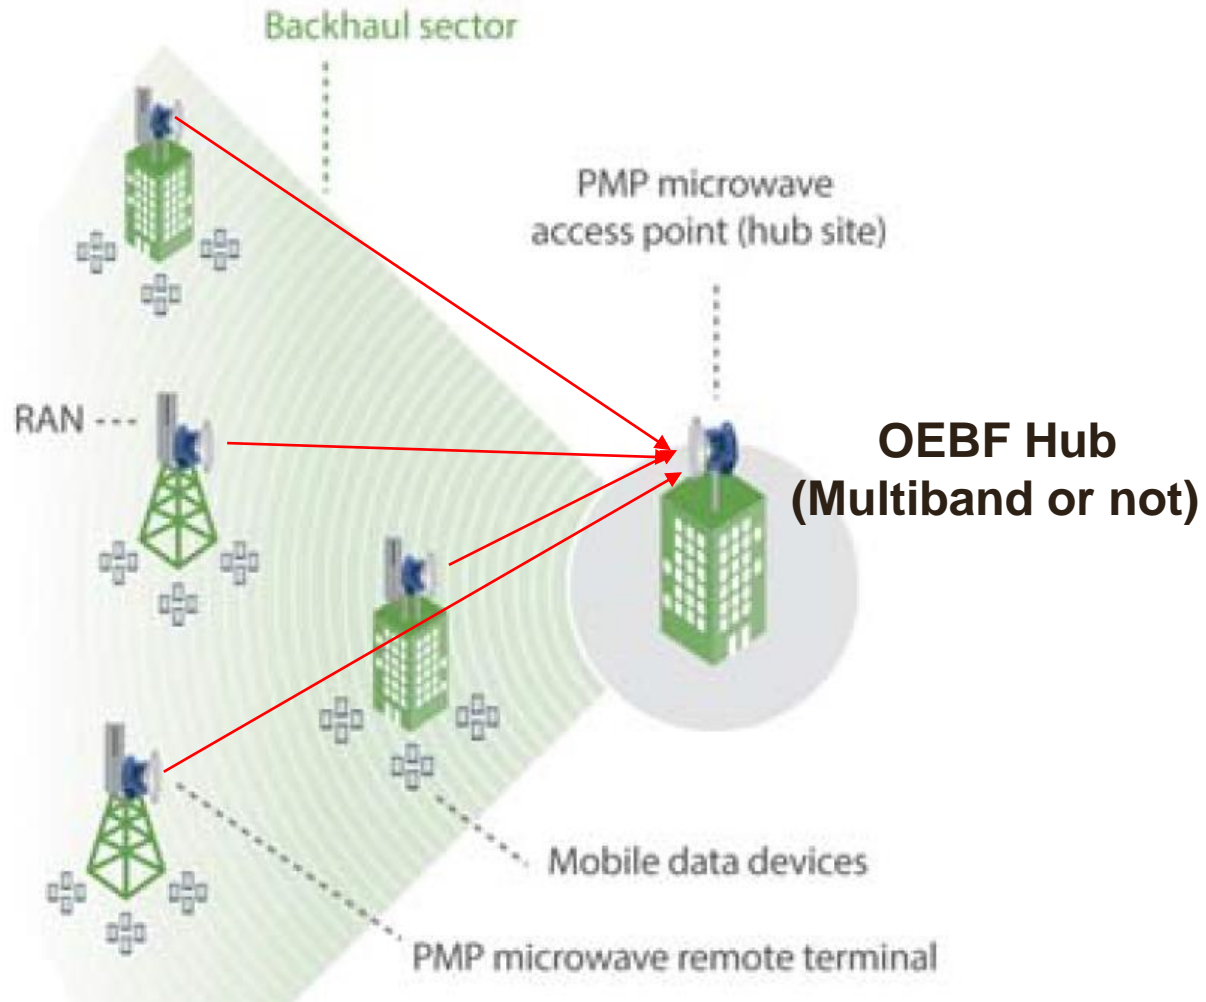 Backhaul sector
PMP microwave
access point (hub site)
RAN
OEBF Hub
(Multiband or not)
Mobile data devices
PMP microwave remote terminal